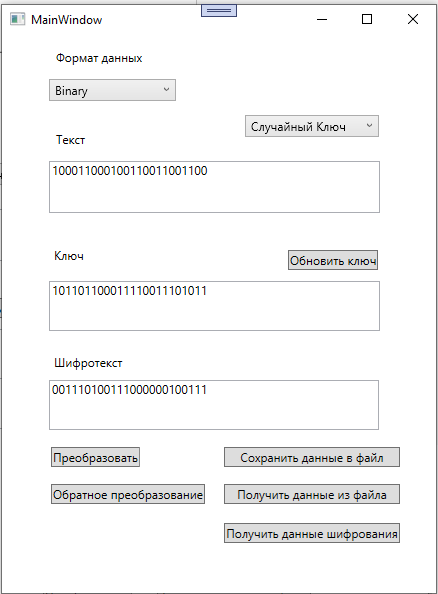 MainWindow
Формат данных
Binary
Случайный Ключ
Текст
100011000100110011001100
Ключ
Обновить ключ
101101100011110011101011
Шифротекст
001110100111000000100111
Преобразовать
Сохранить данные в файл
Обратное преобразование
Получить данные из файла
Получить данные шифрования